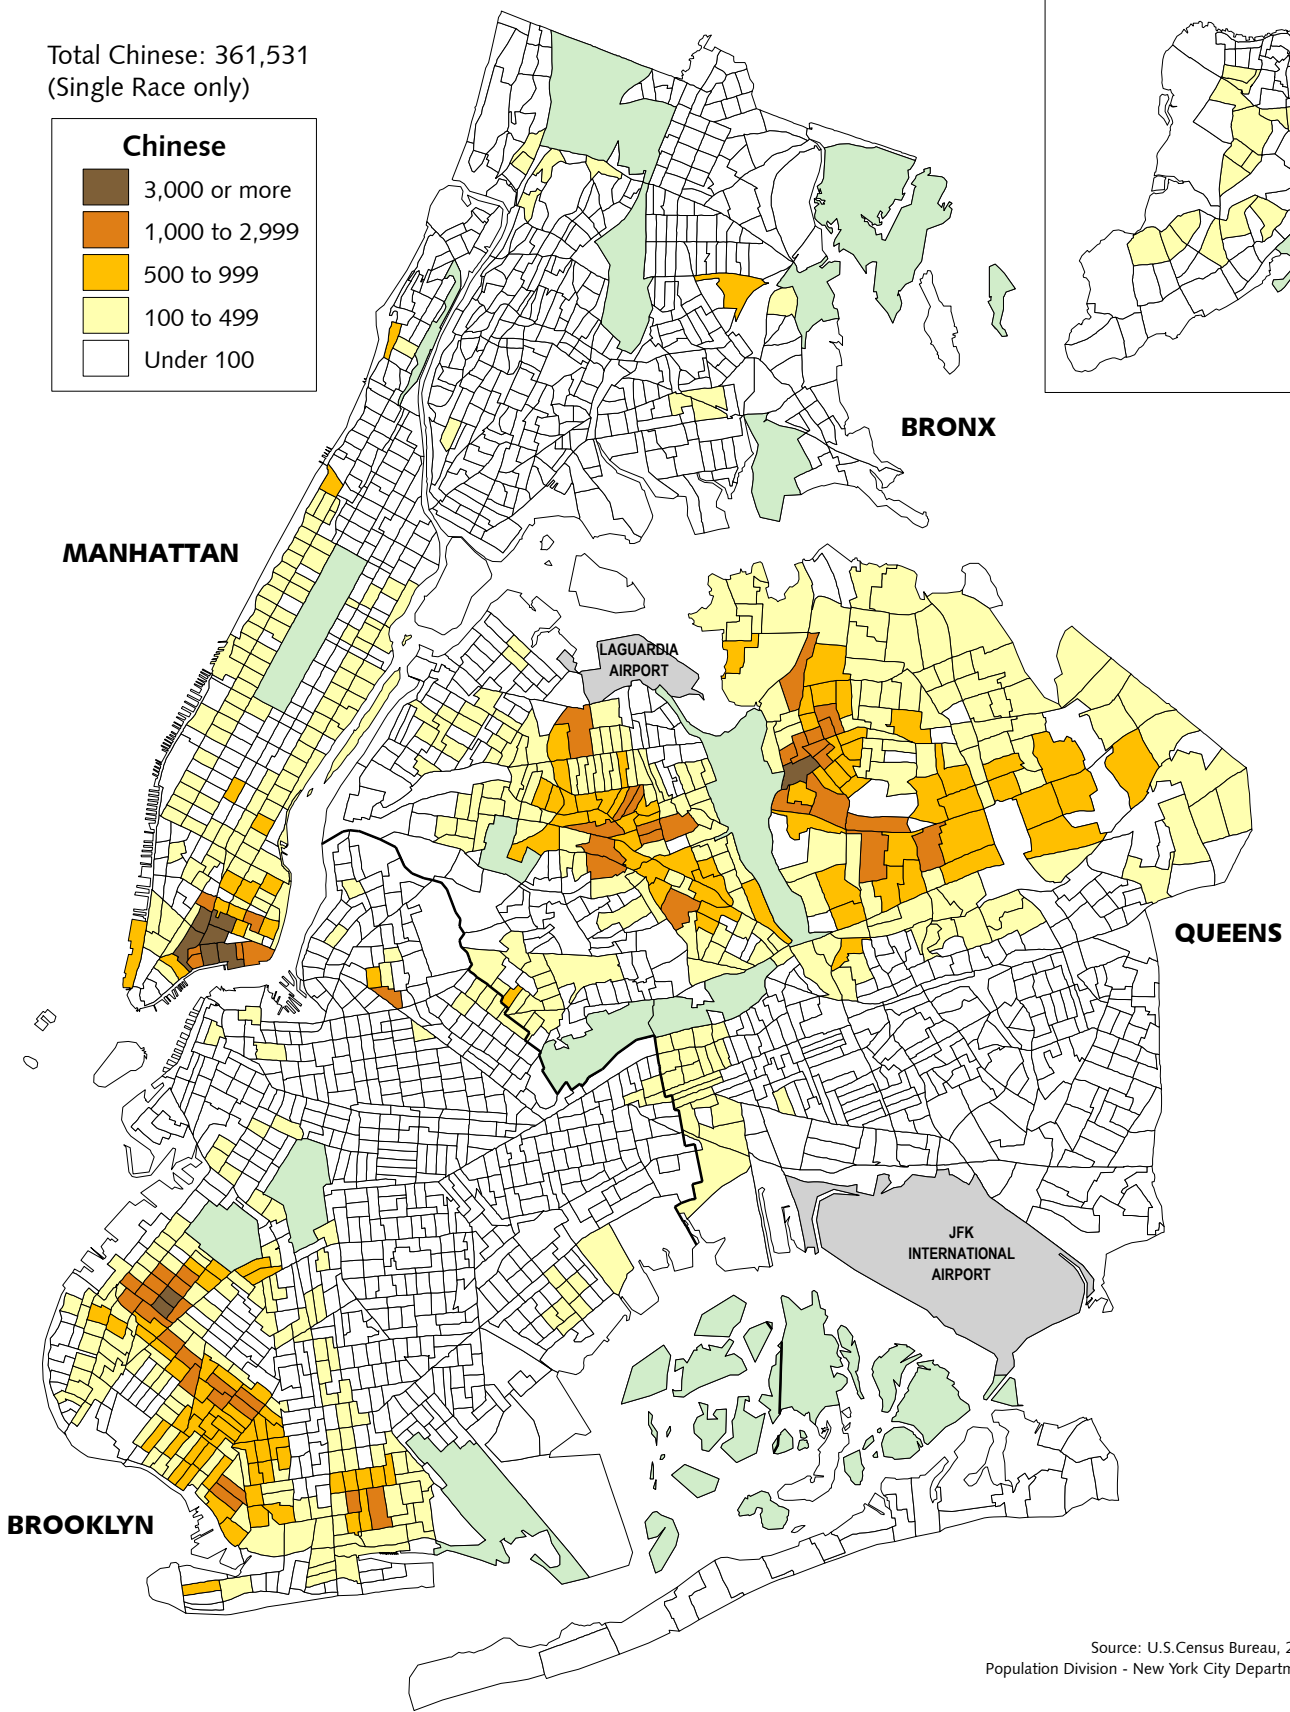 Total Chinese: 361,531
(Single Race only)
Chinese
3,000 or more
1,000 to 2,999
500 to 999
100 to 499
Under 100
BRONX
MANHATTAN
LAGUARDIA
AIRPORT
QUEENS
JFK
INTERNATIONAL
AIRPORT
BROOKLYN
Source: U.S.Census Bureau, 2
Population Division - New York City Departm